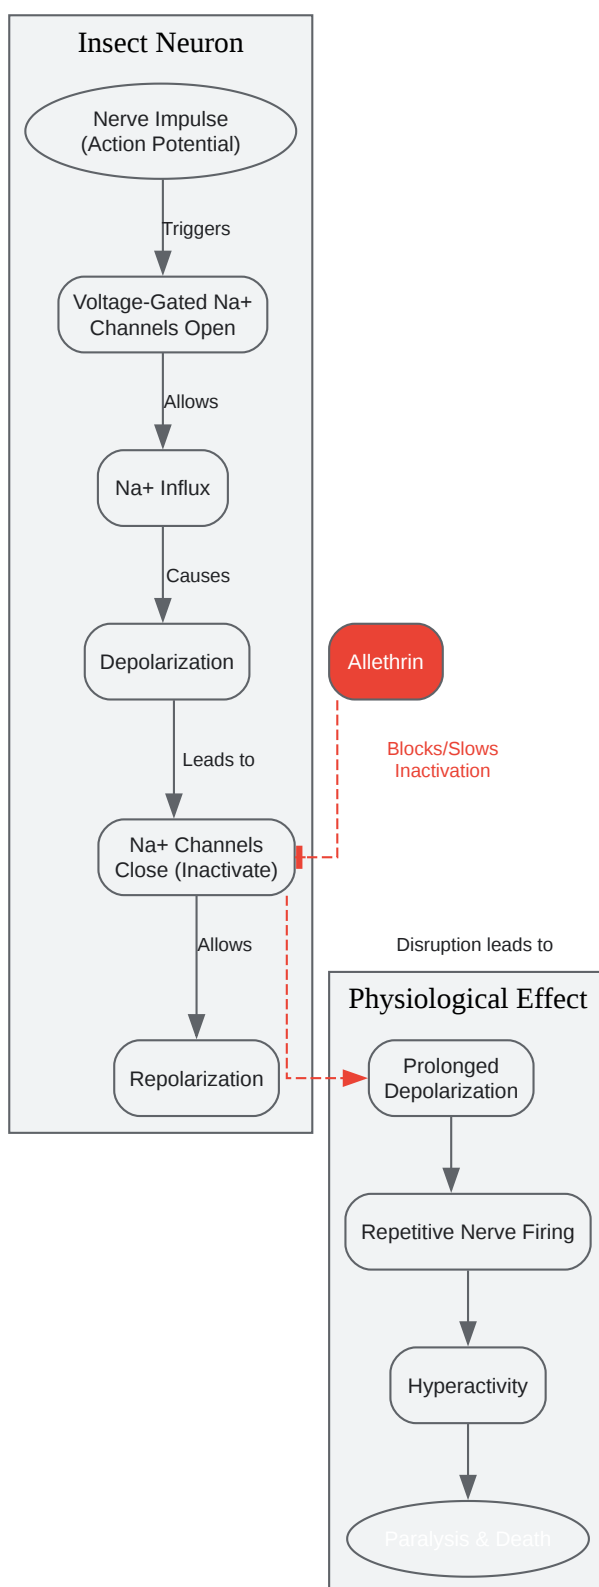 Insect Neuron
Nerve Impulse
(Action Potential)
Triggers
Voltage-Gated Na+
Channels Open
Allows
Na+ Influx
Causes
Depolarization
Allethrin
Leads to
Blocks/Slows
Inactivation
Na+ Channels
Close (Inactivate)
Allows
Disruption leads to
Repolarization
Physiological Effect
Prolonged
Depolarization
Repetitive Nerve Firing
Hyperactivity
Paralysis & Death